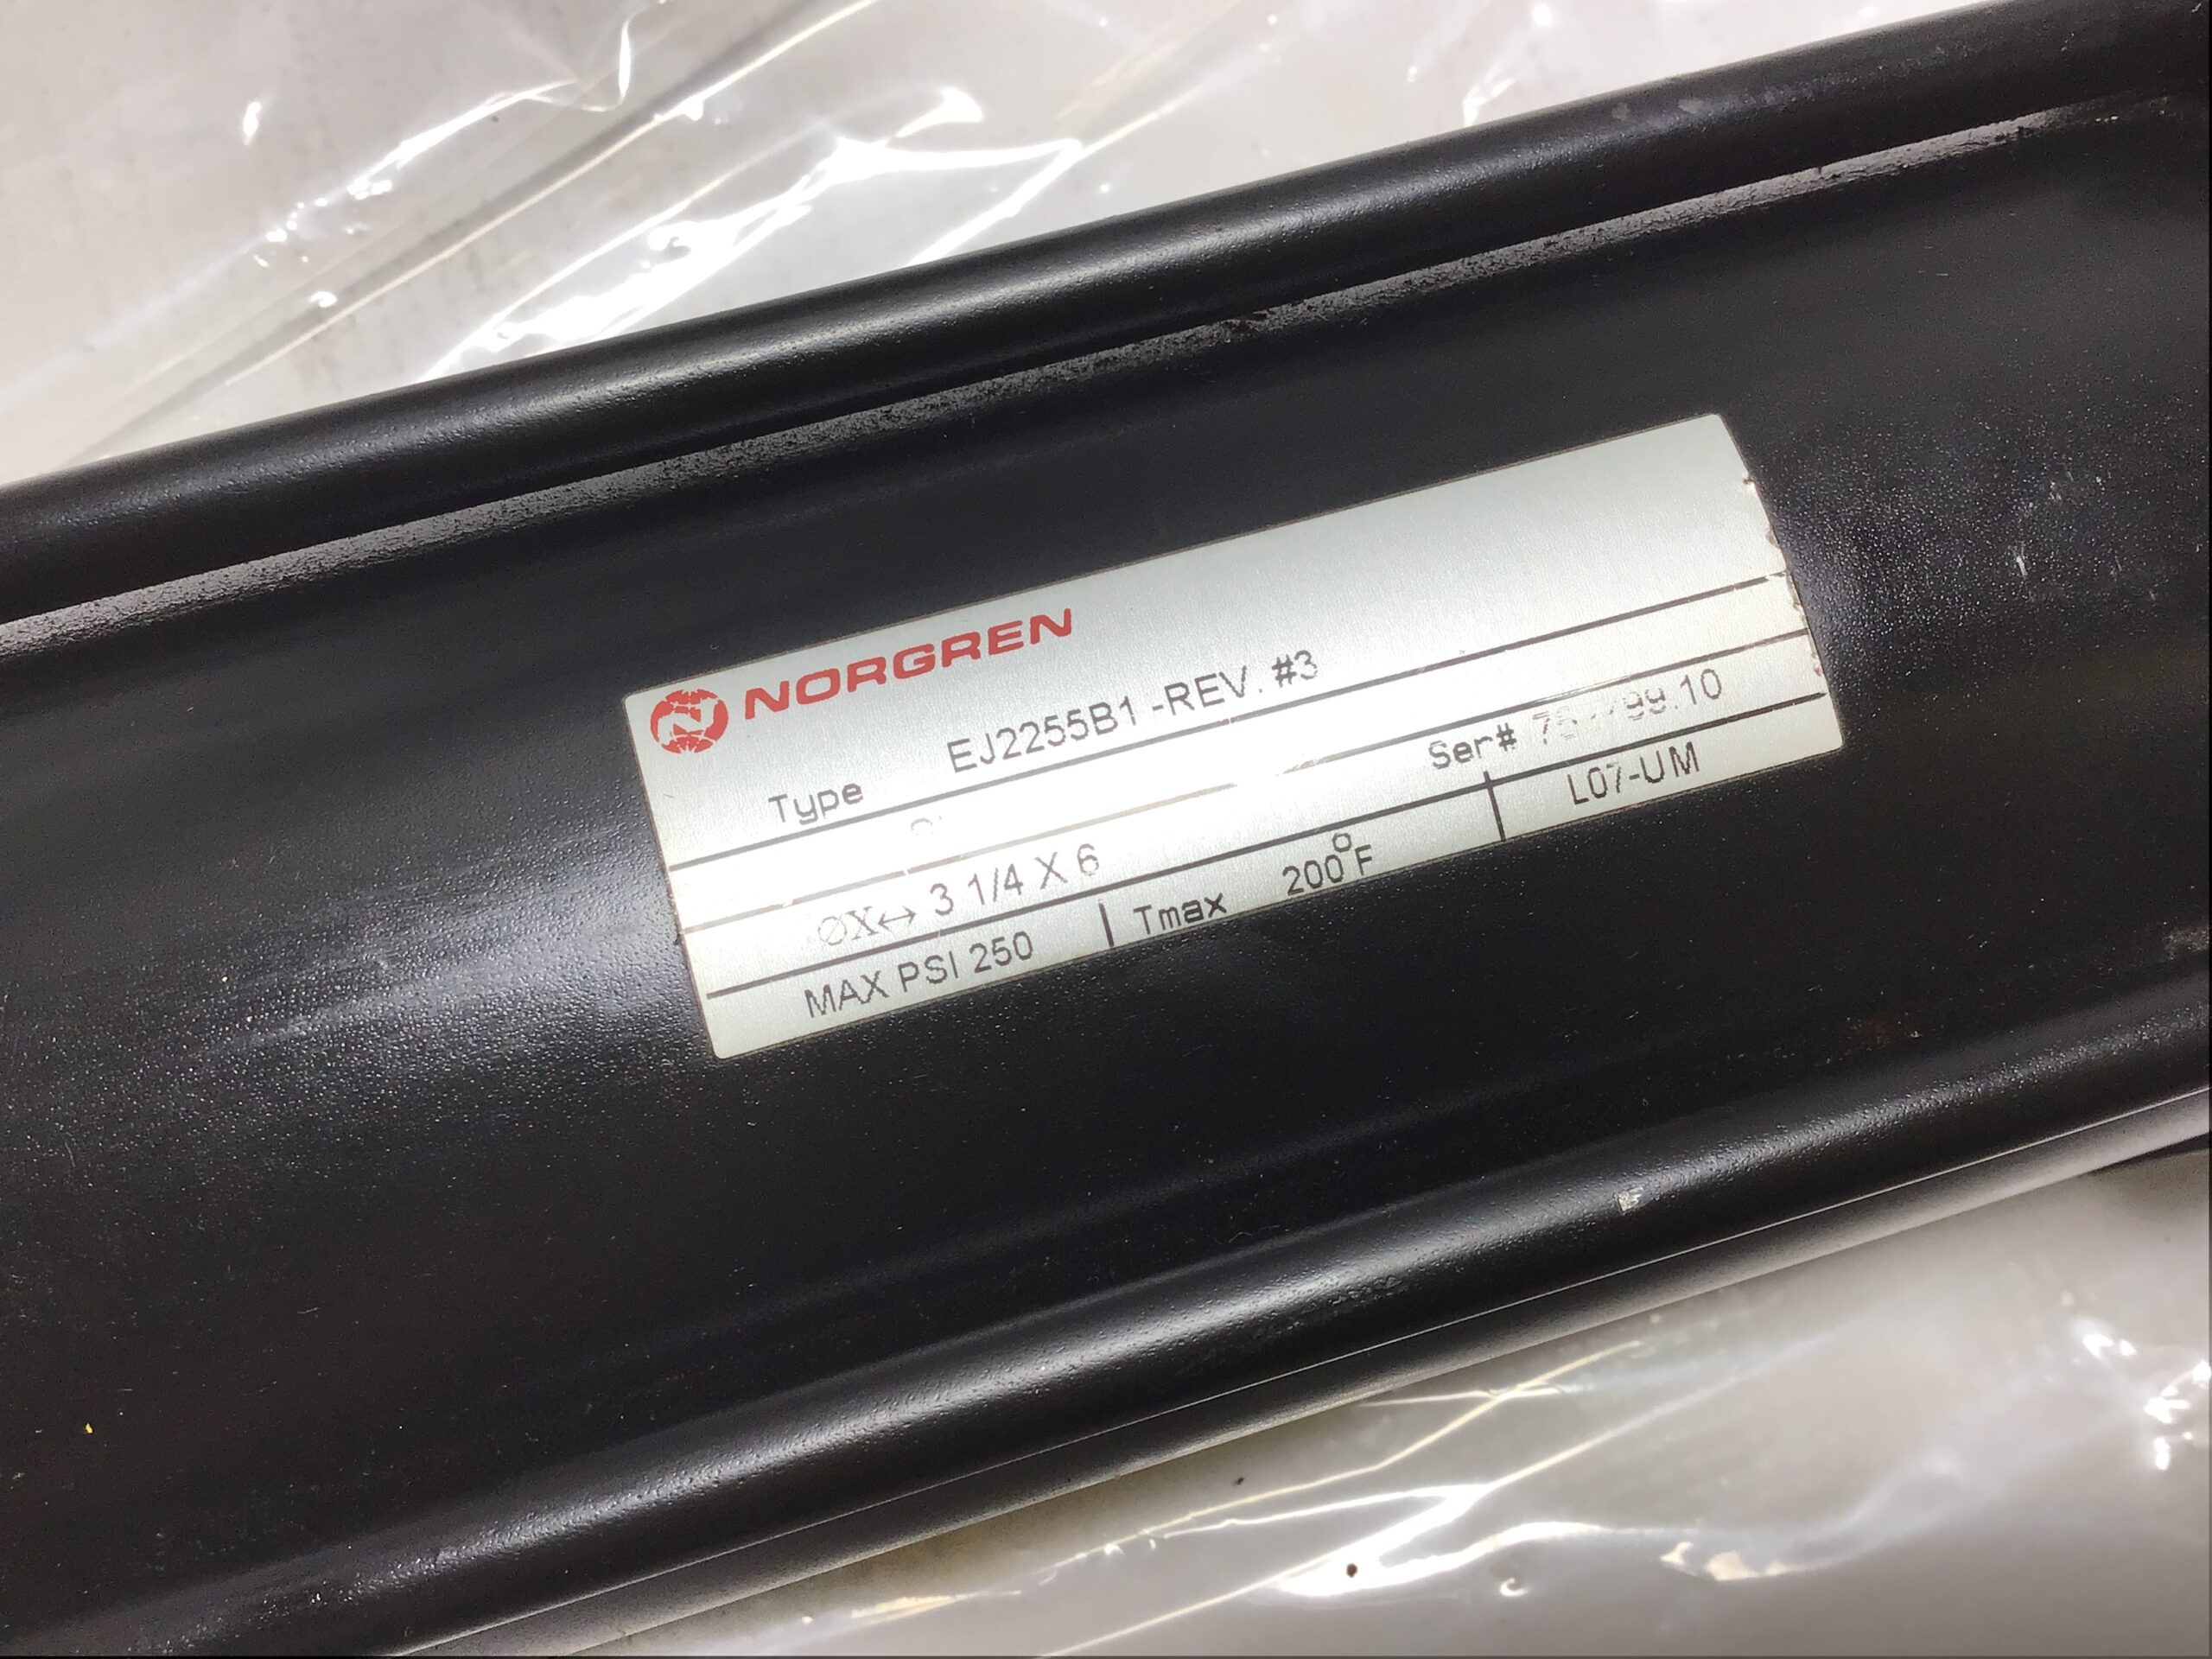 NORGREN
Type EJ2255B1 -REV. #3
Ser#
ØX↔ 3 1/4 X 6
MAX PSI 250 Tmax 200°F L07-UM